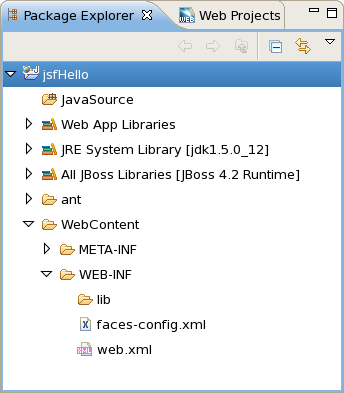 Package Explorer Web Projects
jsfHello
JavaSource
Web App Libraries
JRE System Library [jdk1.5.0_12]
All JBoss Libraries [JBoss 4.2 Runtime]
ant
WebContent
META-INF
WEB-INF
lib
faces-config.xml
web.xml